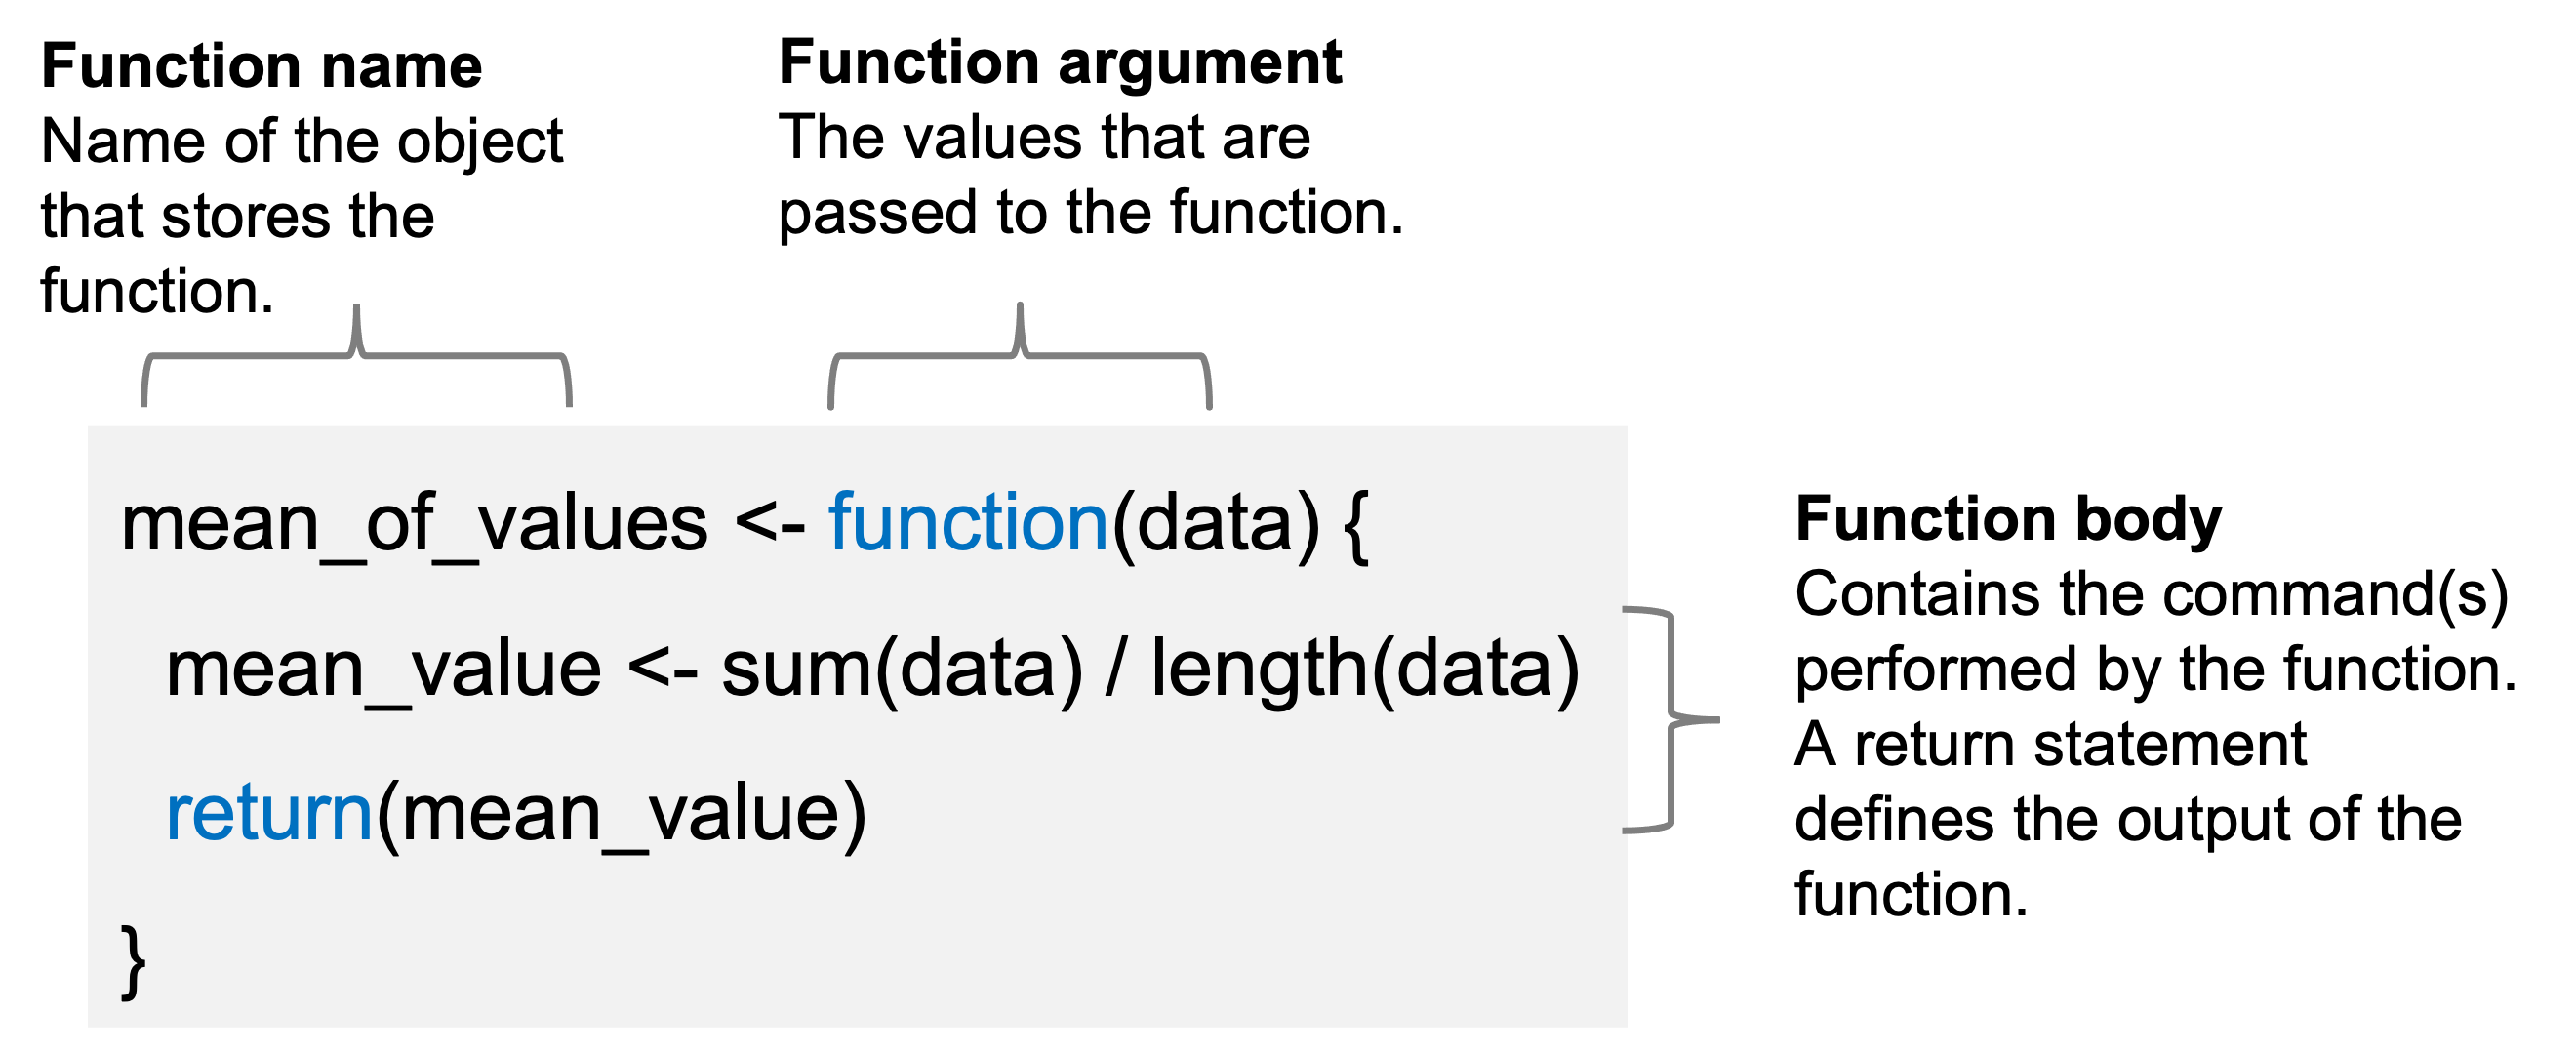 Function name
Name of the object
that stores the
function.
Function argument
The values that are
passed to the function.
mean_of_values <- function(data) {
mean_value <- sum(data) / length(data)
return(mean_value)
}
Function body
Contains the command(s)
performed by the function.
A return statement
defines the output of the
function.